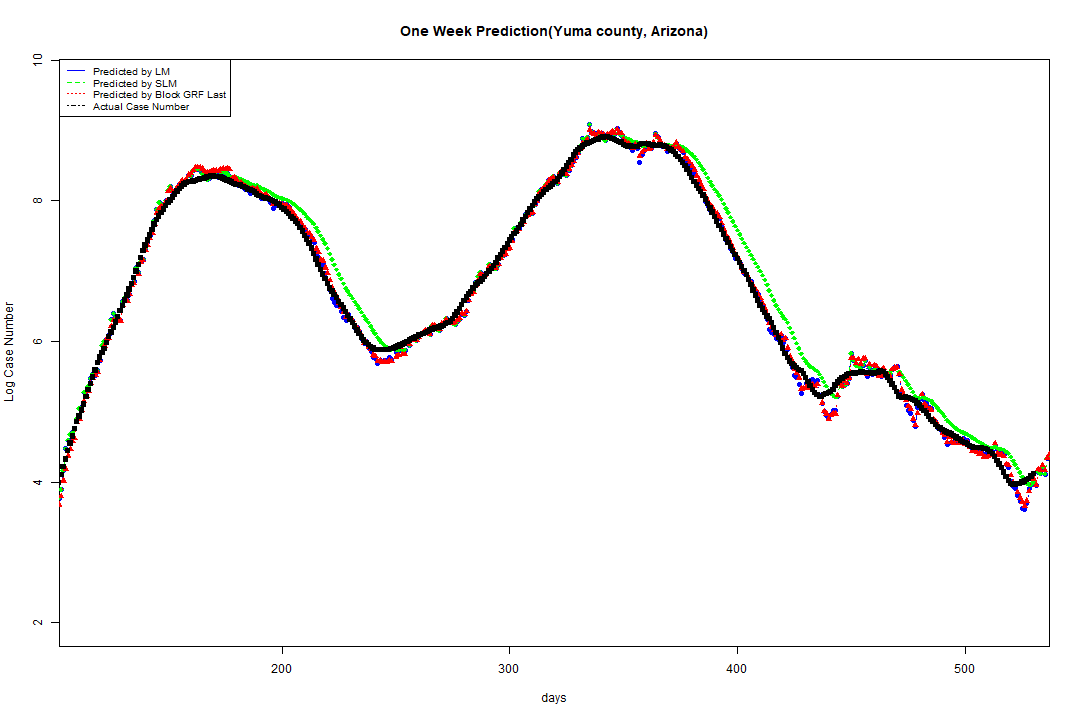 One Week Prediction(Yuma county, Arizona)
Predicted by LM
Predicted by SLM
Predicted by Block GRF Last
Actual Case Number
Log Case Number
10
8
6
4
2
200
300
400
500
days